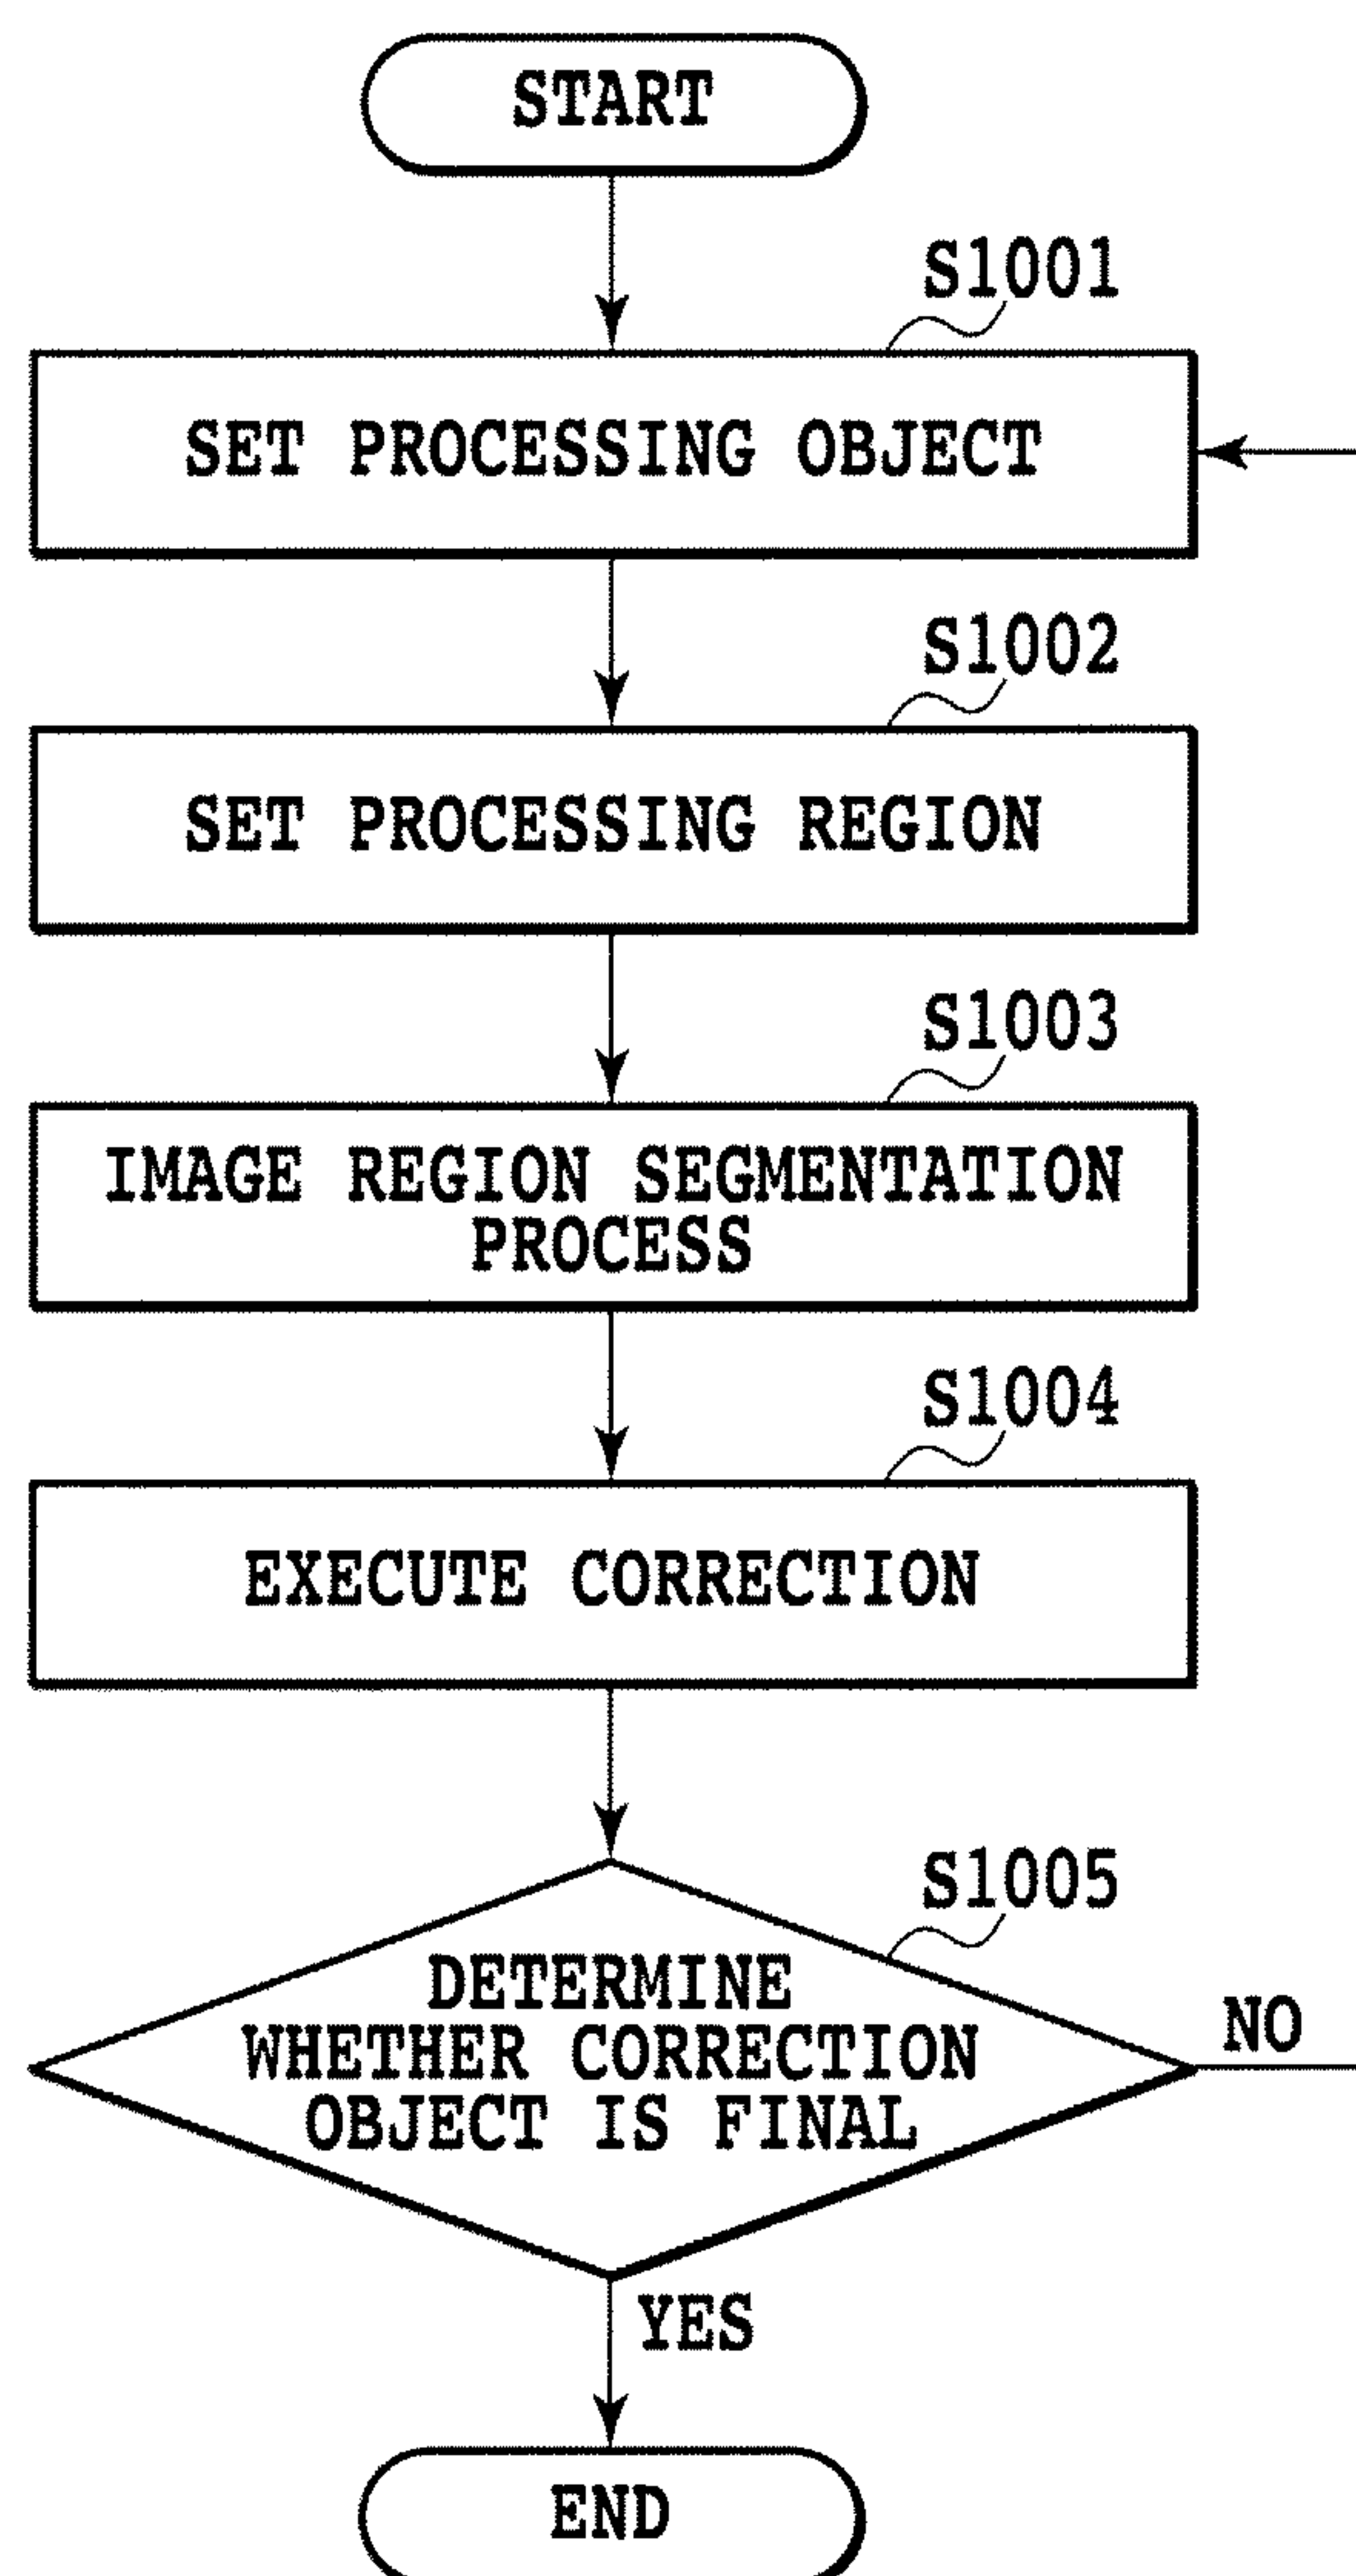 START
S1001
SET PROCESSING OBJECT
S1002
SET PROCESSING REGION
S1003
IMAGE REGION SEGMENTATION
PROCESS
S1004
EXECUTE CORRECTION
S1005
DETERMINE
WHETHER CORRECTION
OBJECT IS FINAL
NO
YES
END